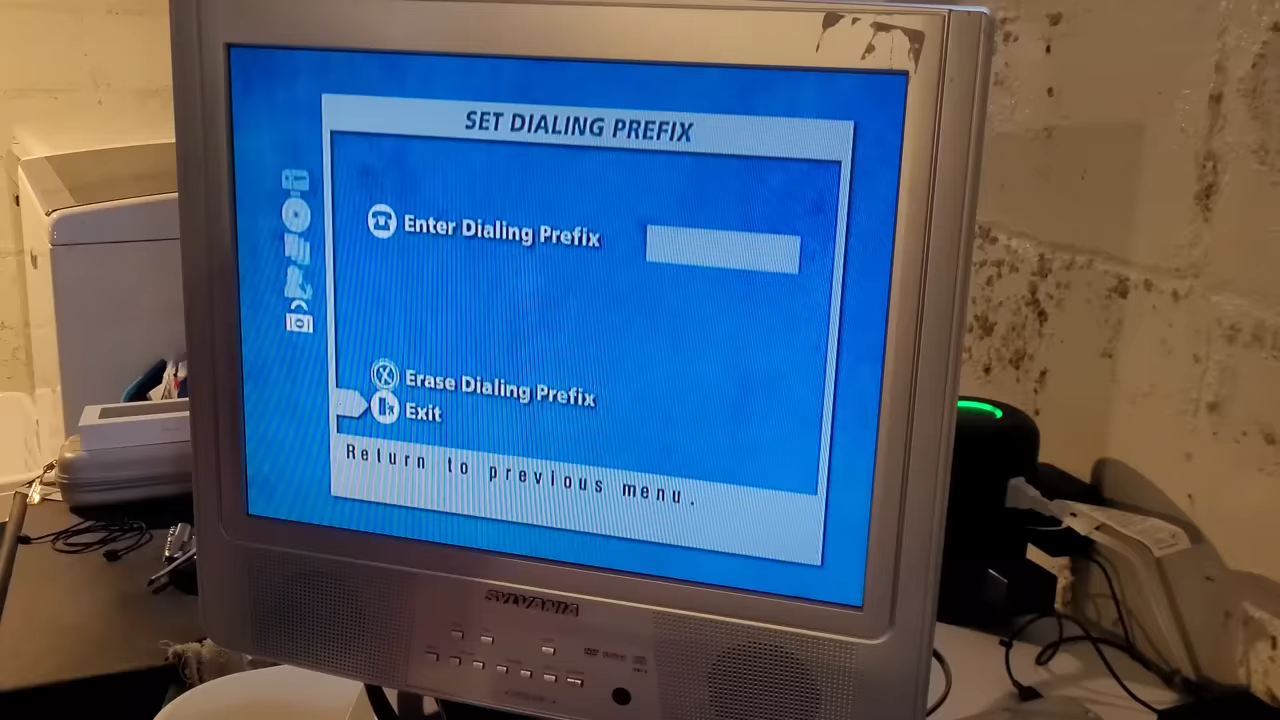 SET DIALING PREFIX
Enter Dialing Prefix
Erase Dialing Prefix
Exit
Return to previous menu.
SYLVANIA